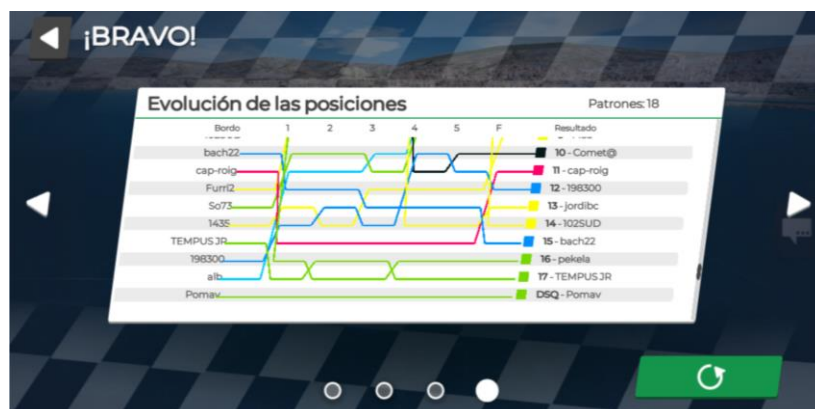 ¡BRAVO!
Evolución de las posiciones Patrones:18
Bordo 1 2 3 4 5 F Resultado
bach22 10 - Comet@
cap-roig 11 - cap-roig
Furri2 12 - 198300
So73 13 - jordibc
1435 14 - 102SUD
TEMPUS JR 15 - bach22
198300 16 - pekela
alb 17 - TEMPUS JR
Pomav DSQ - Pomav